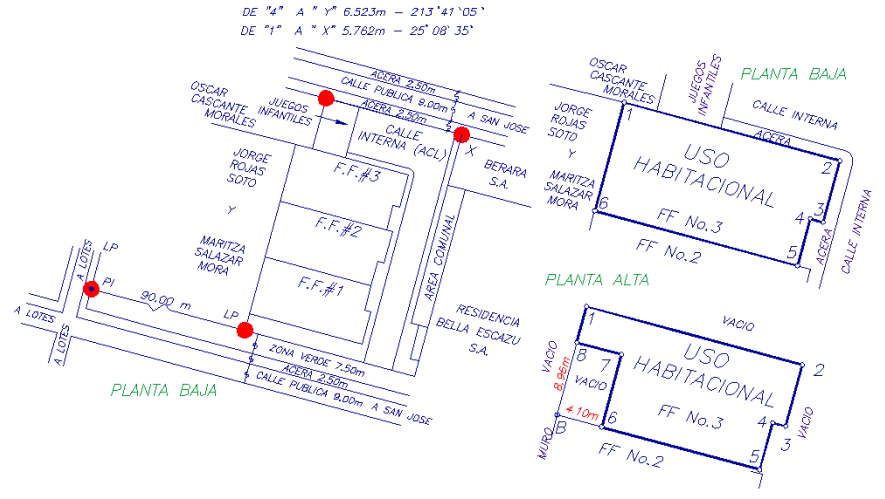 DE "4" A " Y" 6.523m – 213°41'05"
DE "1" A " X" 5.762m – 25°08'35"
ACERA 2.50m
CALLE PUBLICA 9.00m
ACERA 2.50m
A SAN JOSE
OSCAR
CASCANTE
MORALES
JUEGOS
INFANTILES
CALLE
INTERNA (ACL)
X
BERARA
S.A.
JORGE
ROJAS
SOTO
Y
MARITZA
SALAZAR
MORA
F.F.#3
F.F.#2
F.F.#1
AREA COMUNAL
RESIDENCIA
BELLA ESCAZU
S.A.
A LOTES
LP
PI
90.00 m
LP
A LOTES
A LOTES
ZONA VERDE 7.50m
ACERA 2.50m
CALLE PUBLICA 9.00m
A SAN JOSE
PLANTA BAJA
OSCAR
CASCANTE
MORALES
JUEGOS
INFANTILES
PLANTA BAJA
CALLE INTERNA
ACERA
JORGE
ROJAS
SOTO
Y
MARITZA
SALAZAR
MORA
1
USO
HABITACIONAL
2
3
4
5
6
FF No.3
FF No.2
ACERA
CALLE INTERNA
PLANTA ALTA
1
VACIO
USO
HABITACIONAL
2
VACIO
8
7
VACIO
8.96m
4.10m
FF No.3
4
3
VACIO
MURO
B
6
5
FF No.2